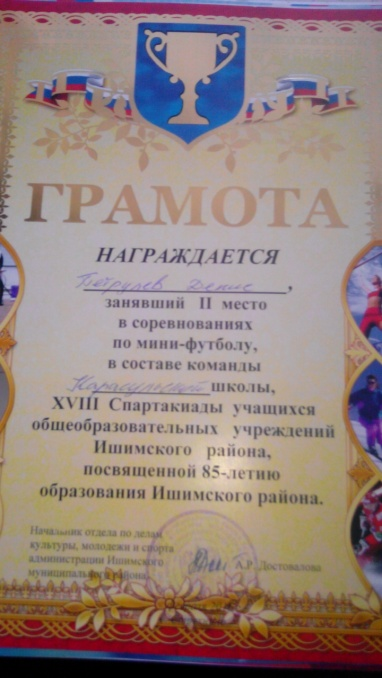 ГРАМОТА
НАГРАЖДАЕТСЯ
Петрулев Денис,
занявший II место
в соревнованиях
по мини-футболу,
в составе команды
Карасульской школы,
XVIII Спартакиады учащихся
общеобразовательных учреждений
Ишимского района,
посвященной 85-летию
образования Ишимского района.
Начальник отдела по делам
культуры, молодежи и спорта
администрации Ишимского
муниципального района
А.Р. Достовалова